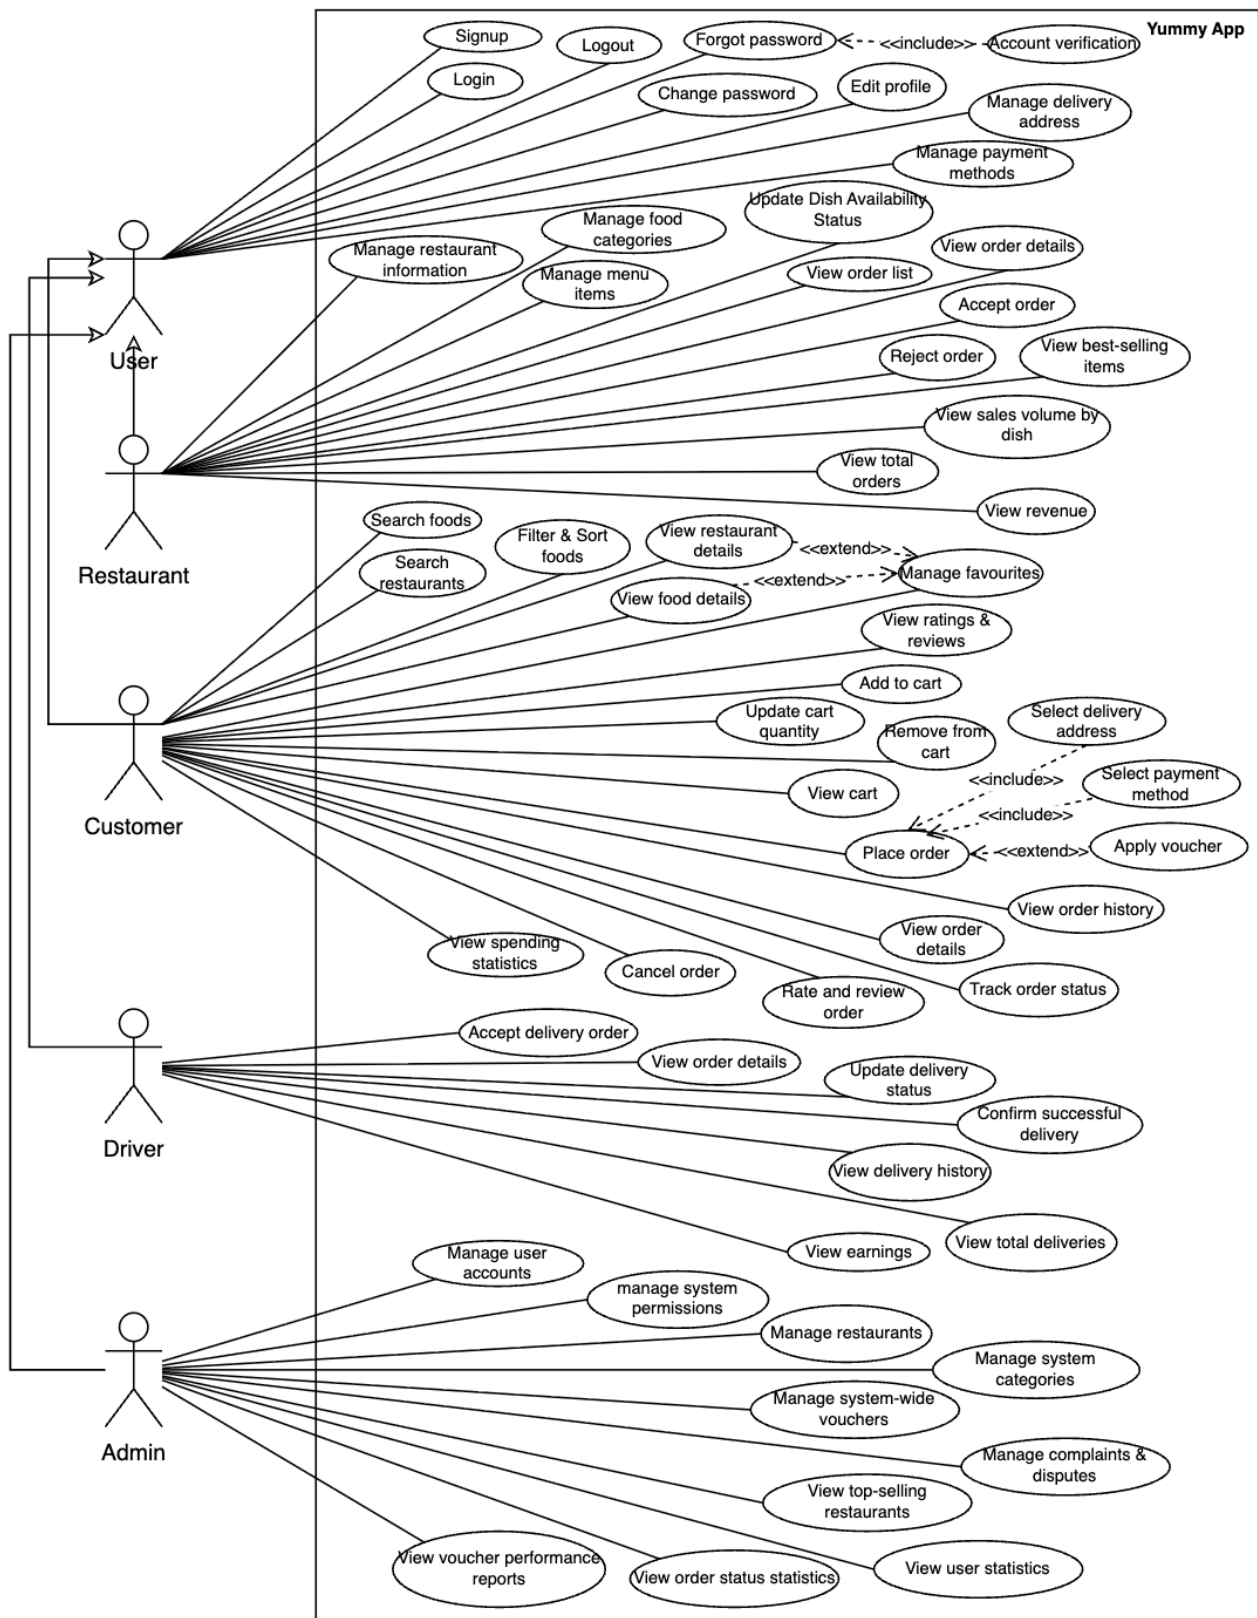 Yummy App
Signup
Logout
Forgot password
<<include>>
Account verification
Login
Change password
Edit profile
Manage delivery
address
Manage payment
methods
Update Dish Availability
Status
Manage food
categories
Manage restaurant
information
Manage menu
items
View order list
View order details
Accept order
User
Reject order
View best-selling
items
View sales volume by
dish
View total
orders
View revenue
Restaurant
Search foods
Search
restaurants
Filter & Sort
foods
View restaurant
details
<<extend>>
Manage favourites
<<extend>>
View food details
View ratings &
reviews
Add to cart
Update cart
quantity
Remove from
cart
Select delivery
address
<<include>>
Select payment
method
View cart
<<include>>
Customer
Place order
<<extend>>
Apply voucher
View order history
View order
details
View spending
statistics
Cancel order
Rate and review
order
Track order status
Accept delivery order
View order details
Update delivery
status
Confirm successful
delivery
Driver
View delivery history
View total deliveries
View earnings
Manage user
accounts
manage system
permissions
Manage restaurants
Manage system
categories
Manage system-wide
vouchers
Admin
Manage complaints &
disputes
View top-selling
restaurants
View voucher performance
reports
View order status statistics
View user statistics